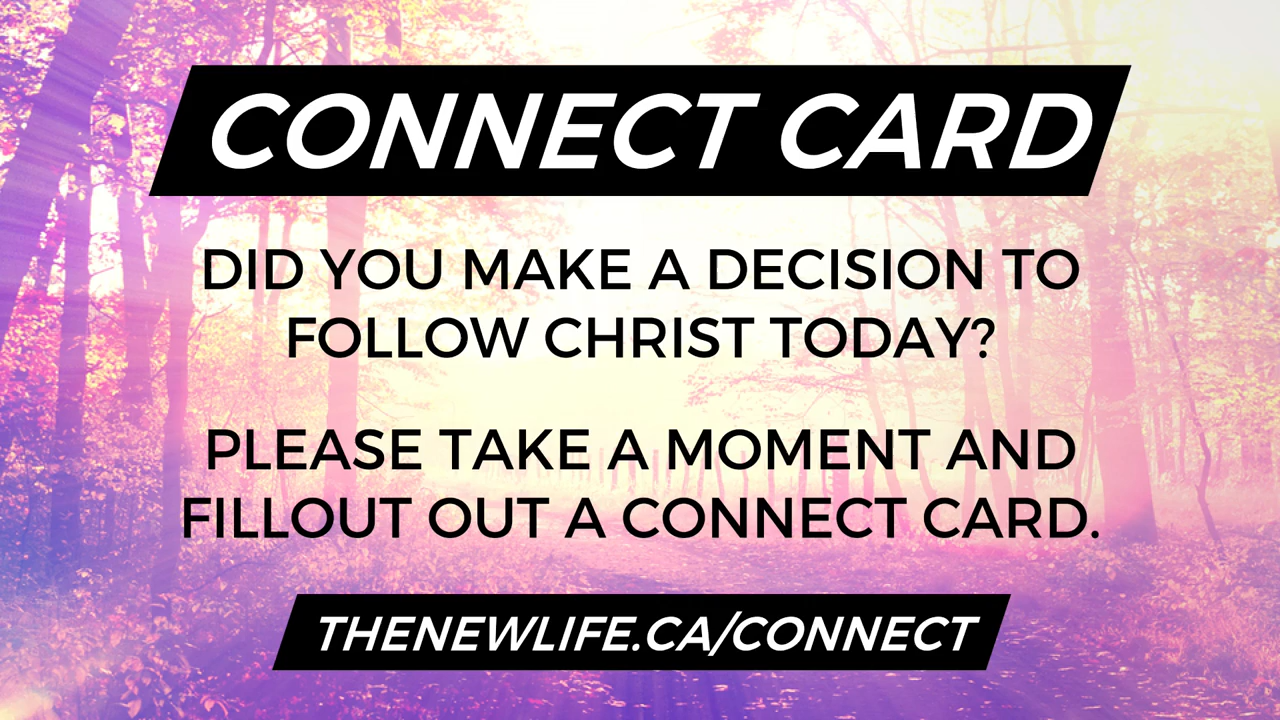 CONNECT CARD
DID YOU MAKE A DECISION TO
FOLLOW CHRIST TODAY?
PLEASE TAKE A MOMENT AND
FILLOUT OUT A CONNECT CARD.
THENEWLIFE.CA/CONNECT